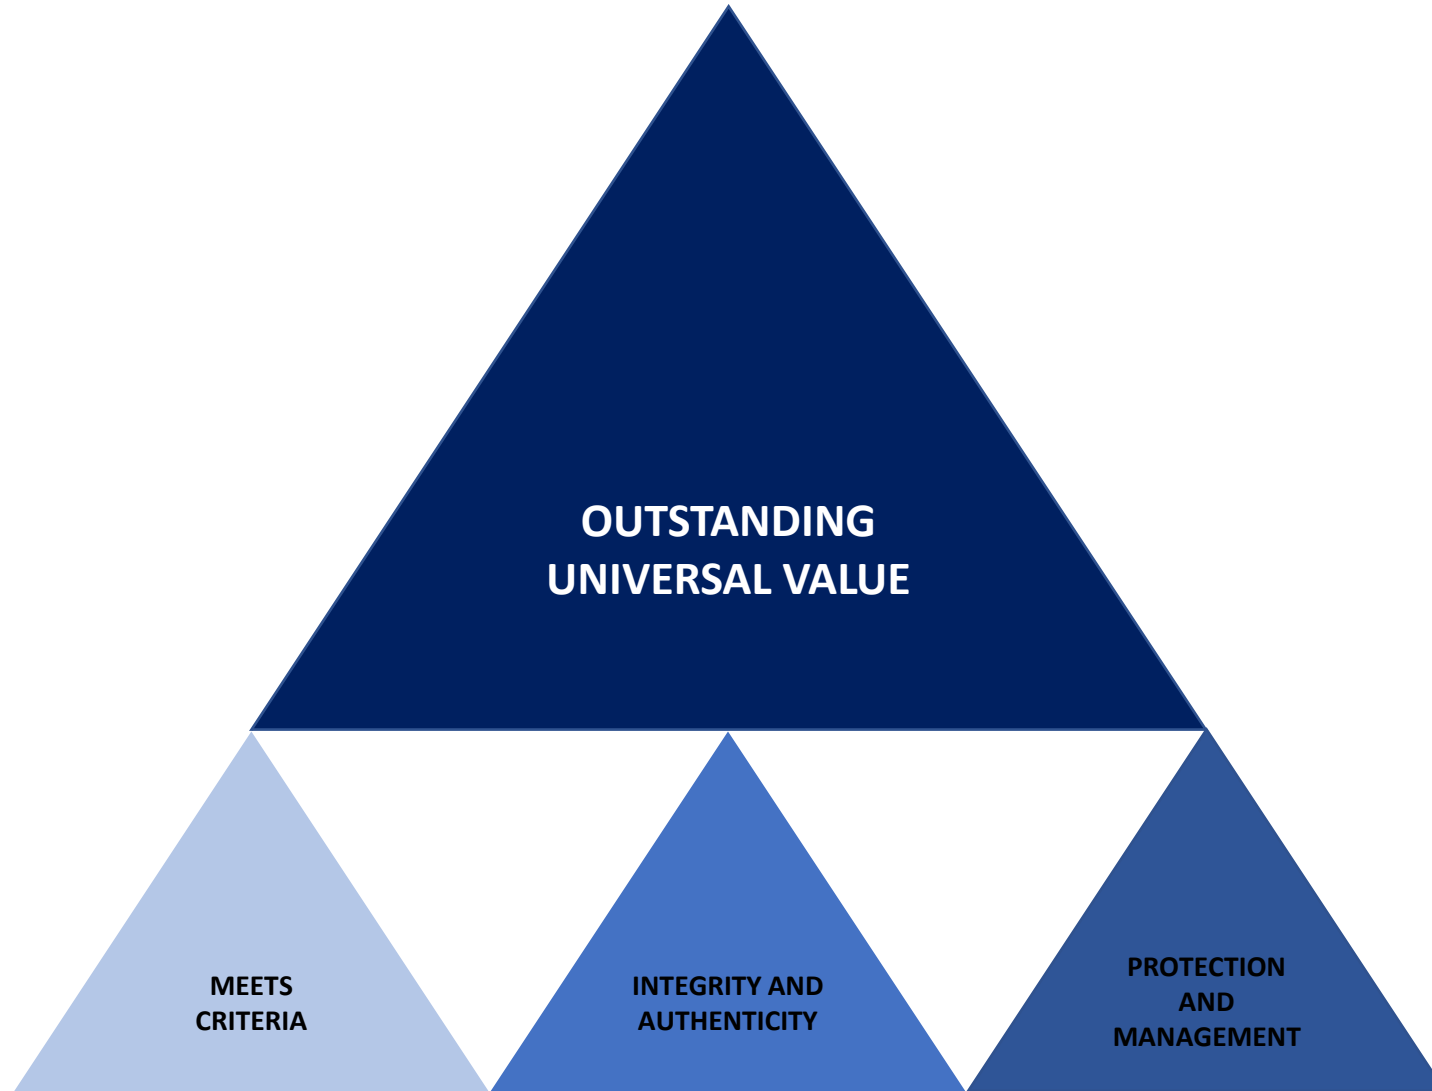 OUTSTANDING
UNIVERSAL VALUE
MEETS
CRITERIA
INTEGRITY AND
AUTHENTICITY
PROTECTION
AND
MANAGEMENT